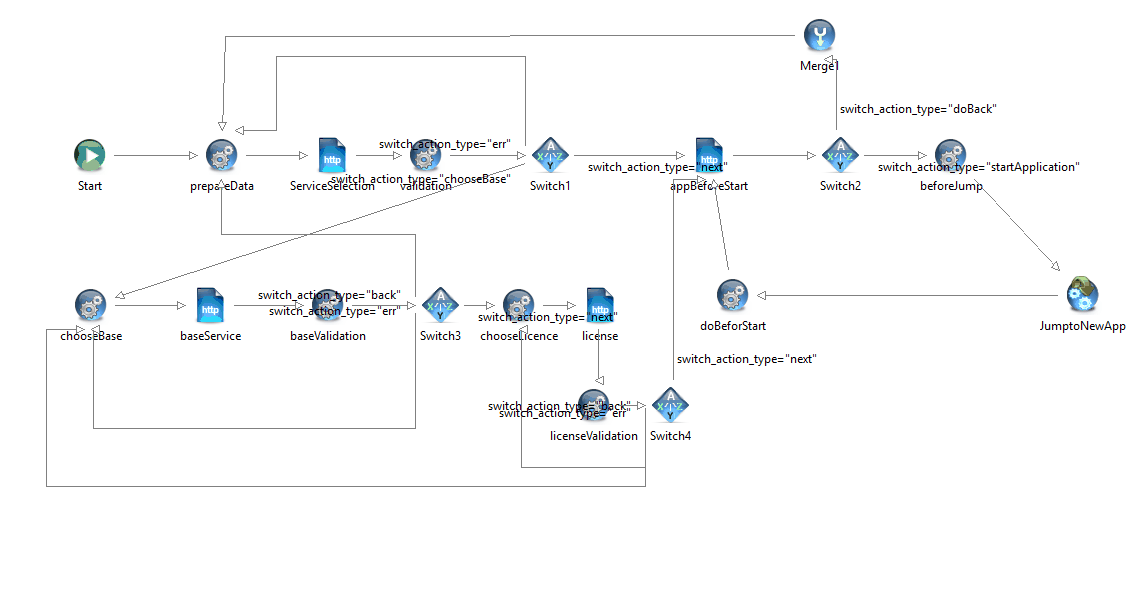 Merge1
switch_action_type="doBack"
switch_action_type="err"
http
http
switch_action_type="next"
switch_action_type="startApplication"
switch_action_type="chooseBase"
Start
prepareData
ServiceSelection
validation
Switch1
appBeforeStart
Switch2
beforeJump
switch_action_type="back"
switch_action_type="err"
http
http
switch_action_type="next"
chooseBase
baseService
baseValidation
Switch3
chooseLicence
license
doBeforStart
JumptoNewApp
switch_action_type="next"
switch_action_type="back"
switch_action_type="err"
licenseValidation
Switch4